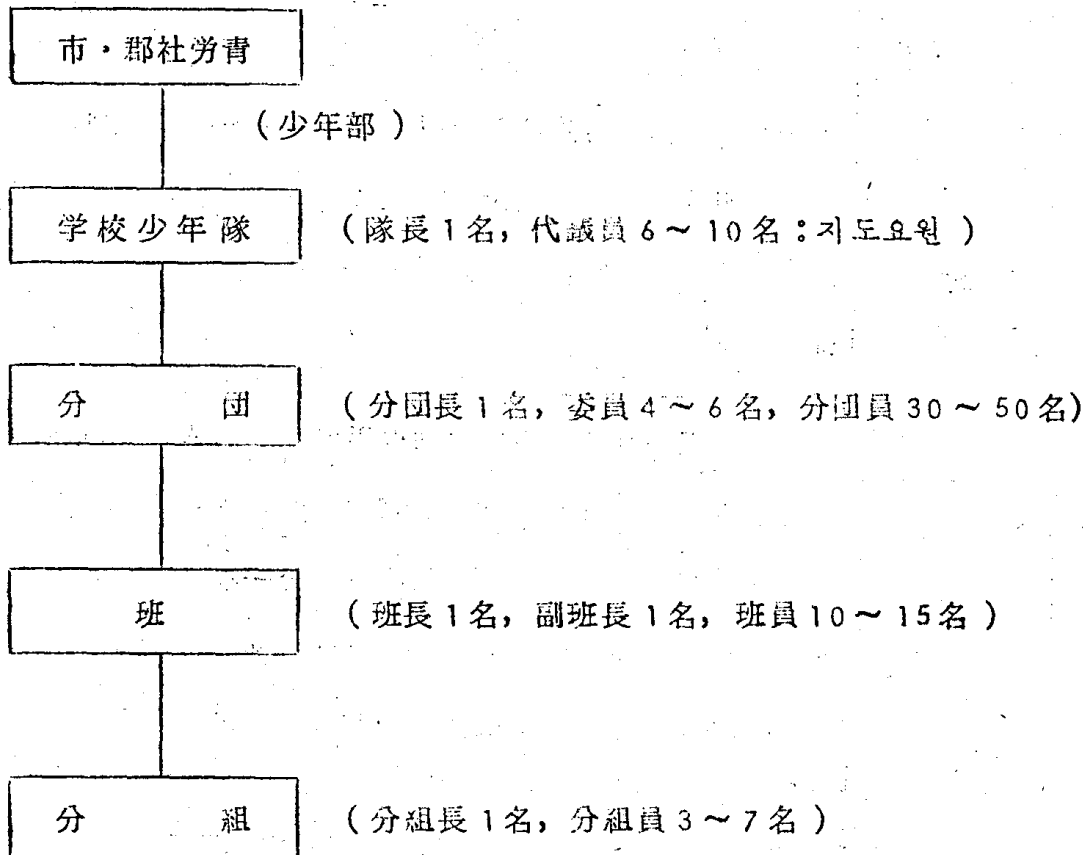 市・郡社労青
(少年部)
学校少年隊 (隊長1名, 代議員6～10名:지도요원)
分団 (分団長1名, 委員4～6名, 分団員30～50名)
班 (班長1名, 副班長1名, 班員10～15名)
分組 (分組長1名, 分組員3～7名)